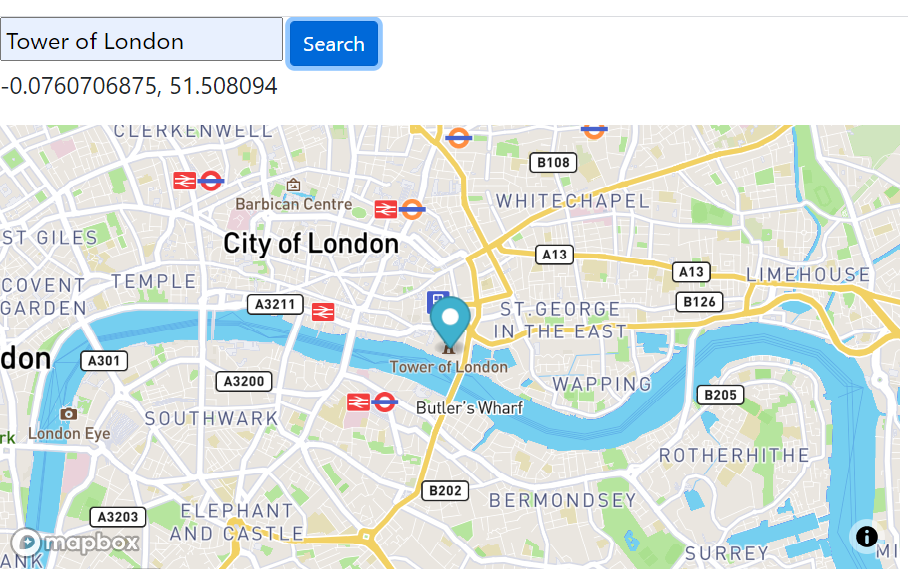 Tower of London
Search
-0.0760706875, 51.508094
CLERKENWELL
B108
Barbican Centre
WHITECHAPEL
ST GILES
City of London
A13
A13
LIMEHOUSE
COVENT
GARDEN
TEMPLE
A3211
B126
ST.GEORGE
IN THE EAST
don
A301
Tower of London
A3200
WAPPING
B205
Butler's Wharf
SOUTHWARK
rk
London Eye
ROTHERHITHE
B202
BERMONDSEY
A3203
ELEPHANT
AND CASTLE
mapbox
ANK
SURREY
MI
i